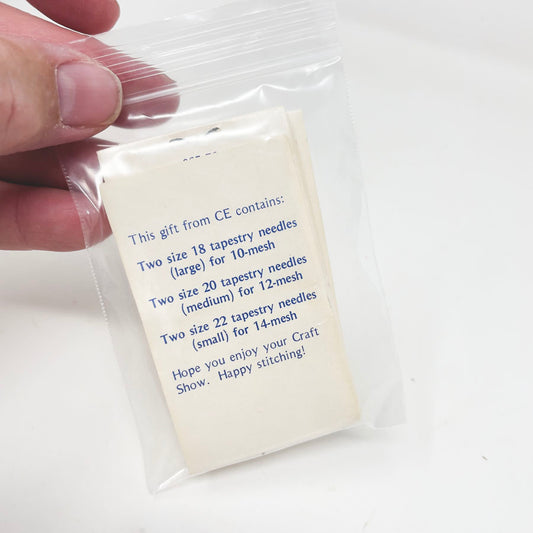 This gift from CE contains:
Two size 18 tapestry needles
(large) for 10-mesh
Two size 20 tapestry needles
(medium) for 12-mesh
Two size 22 tapestry needles
(small) for 14-mesh
Hope you enjoy your Craft
Show. Happy stitching!